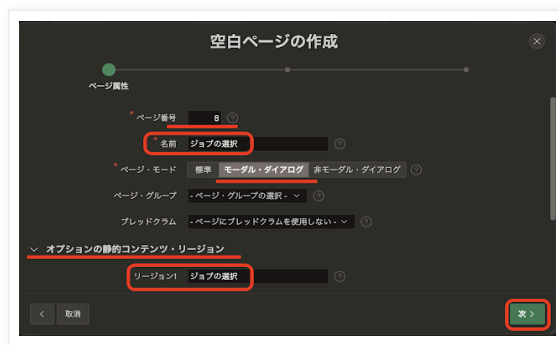 空白ページの作成
ページ属性
* ページ番号 8
* 名前 ジョブの選択
* ページ・モード 標準 モーダル・ダイアログ 非モーダル・ダイアログ
ページ・グループ - ページ・グループの選択 -
ブレッドクラム - ページにブレッドクラムを使用しない -
オプションの静的コンテンツ・リージョン
リージョン1 ジョブの選択
取消 次